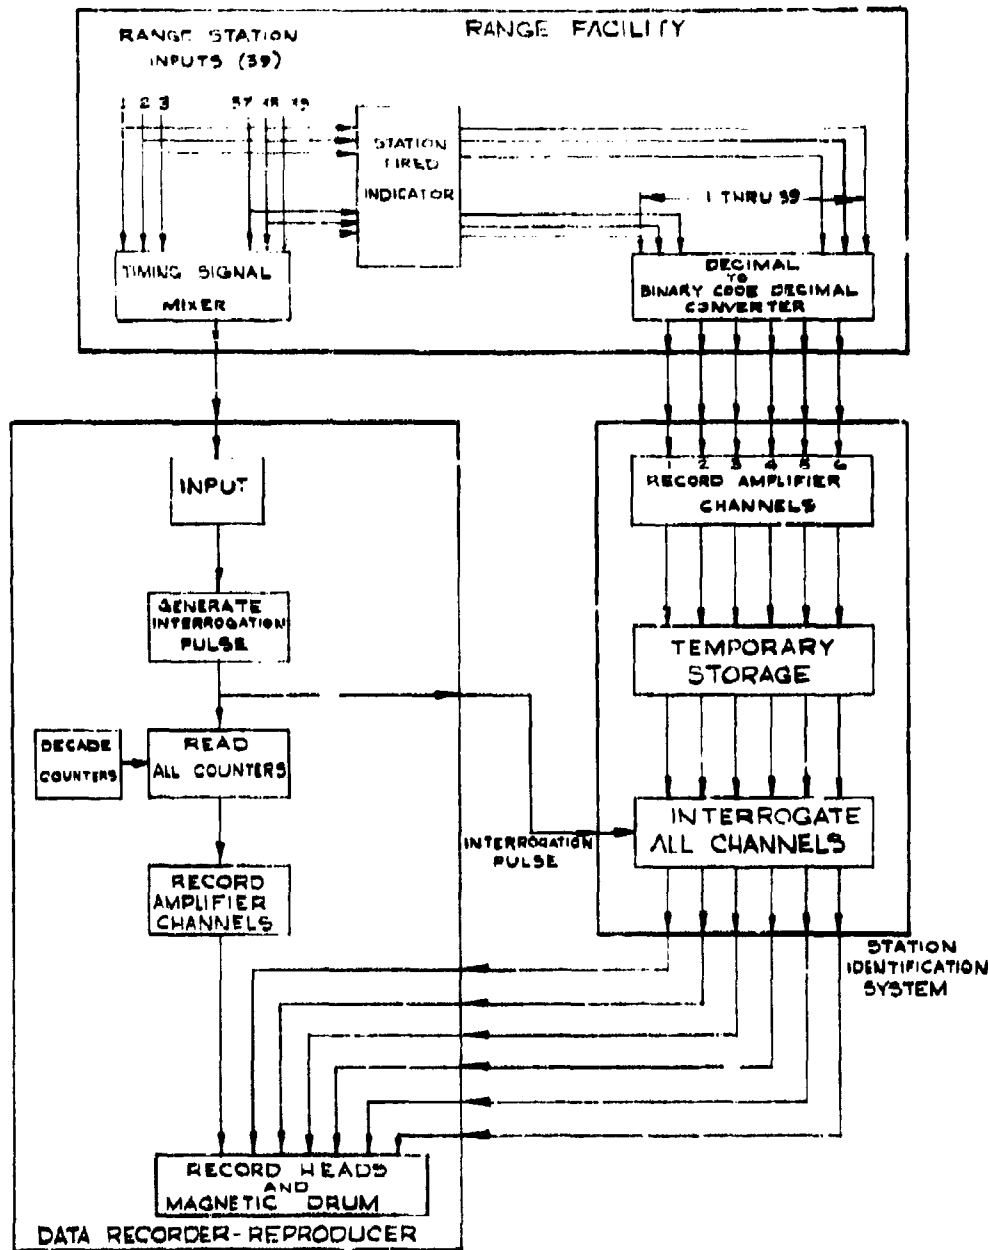 RANGE FACILITY
RANGE STATION
INPUTS (39)
1 2 3 37 38 39
STATION
FIRED
INDICATOR
1 THRU 39
TIMING SIGNAL
MIXER
DECIMAL
TO
BINARY CODE DECIMAL
CONVERTER
INPUT
1 2 3 4 5 6
RECORD AMPLIFIER
CHANNELS
GENERATE
INTERROGATION
PULSE
TEMPORARY
STORAGE
DECADE
COUNTERS
READ
ALL COUNTERS
INTERROGATION
PULSE
INTERROGATE
ALL CHANNELS
RECORD
AMPLIFIER
CHANNELS
STATION
IDENTIFICATION
SYSTEM
RECORD HEADS
AND
MAGNETIC DRUM
DATA RECORDER-REPRODUCER